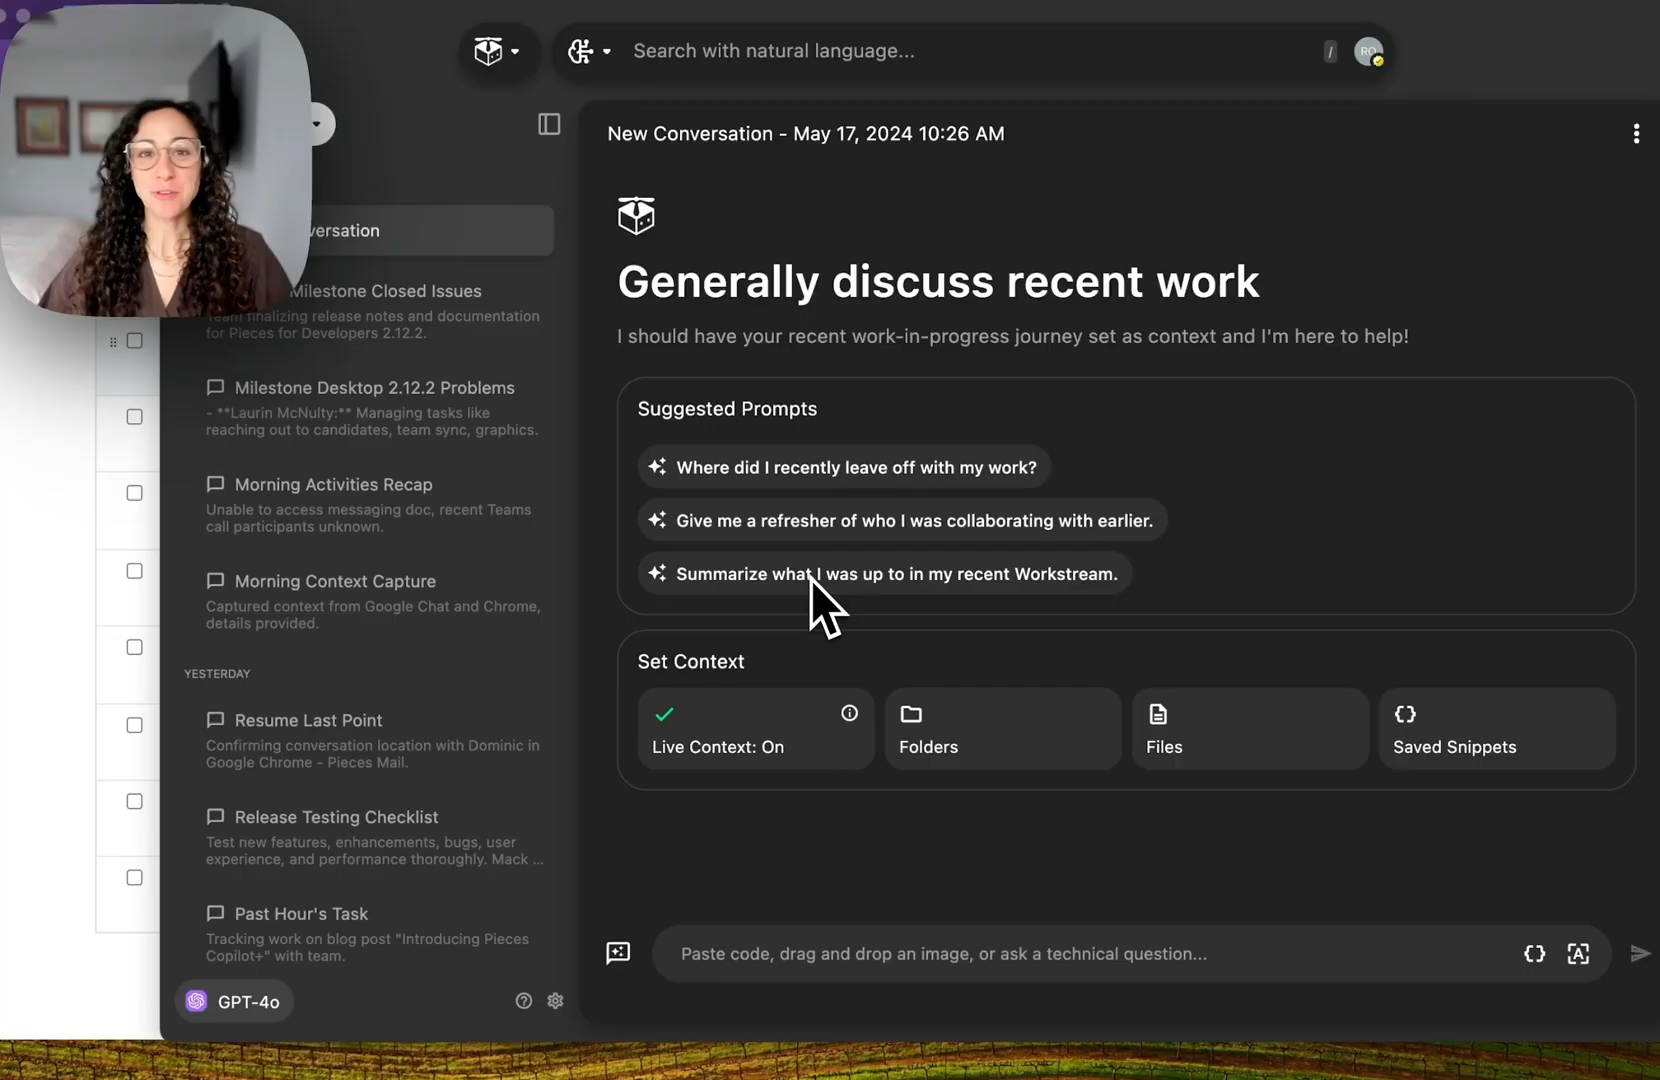 Search with natural language...
/
RO
New Conversation - May 17, 2024 10:26 AM
versation
Milestone Closed Issues
Team finalizing release notes and documentation
for Pieces for Developers 2.12.2.
Milestone Desktop 2.12.2 Problems
- **Laurin McNulty:** Managing tasks like
reaching out to candidates, team sync, graphics.
Morning Activities Recap
Unable to access messaging doc, recent Teams
call participants unknown.
Morning Context Capture
Captured context from Google Chat and Chrome,
details provided.
YESTERDAY
Resume Last Point
Confirming conversation location with Dominic in
Google Chrome - Pieces Mail.
Release Testing Checklist
Test new features, enhancements, bugs, user
experience, and performance thoroughly. Mack ...
Past Hour's Task
Tracking work on blog post "Introducing Pieces
Copilot+" with team.
GPT-4o
Generally discuss recent work
I should have your recent work-in-progress journey set as context and I'm here to help!
Suggested Prompts
Where did I recently leave off with my work?
Give me a refresher of who I was collaborating with earlier.
Summarize what I was up to in my recent Workstream.
Set Context
Live Context: On
Folders
Files
Saved Snippets
Paste code, drag and drop an image, or ask a technical question...